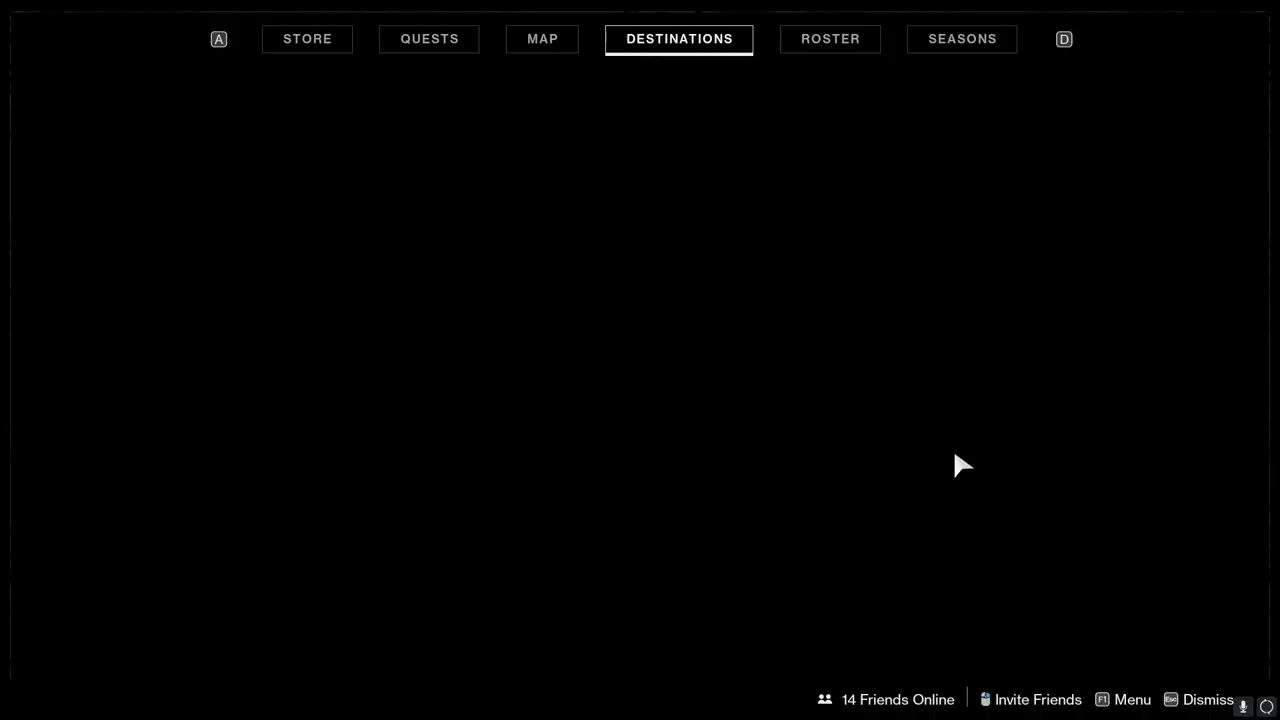 A STORE QUESTS MAP DESTINATIONS ROSTER SEASONS D
14 Friends Online Invite Friends F1 Menu Esc Dismiss